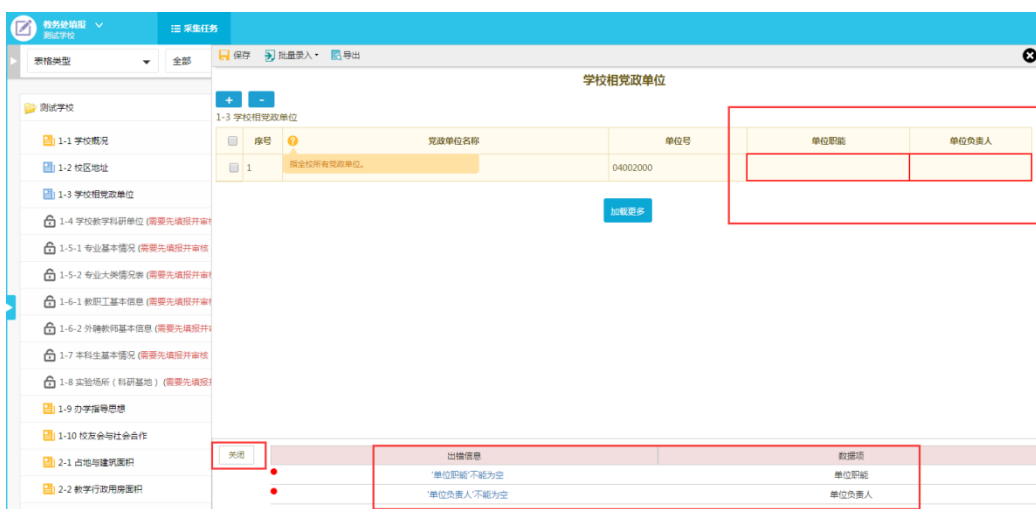 教务处填报
测试学校
采集任务
表格类型 全部
保存 批量录入 导出
学校相党政单位
+ -
1-3 学校相党政单位
序号 党政单位名称 单位号 单位职能 单位负责人
1 指全校所有党政单位。 04002000
加载更多
测试学校
1-1 学校概况
1-2 校区地址
1-3 学校相党政单位
1-4 学校教学科研单位 (需要先填报并审核
1-5-1 专业基本情况 (需要先填报并审核
1-5-2 专业大类情况表 (需要先填报并审核
1-6-1 教职工基本信息 (需要先填报并审核
1-6-2 外聘教师基本信息 (需要先填报并
1-7 本科生基本情况 (需要先填报并审核
1-8 实验场所（科研基地） (需要先填报
1-9 办学指导思想
1-10 校友会与社会合作
2-1 占地与建筑面积
2-2 教学行政用房面积
关闭
出错信息 数据项
'单位职能'不能为空 单位职能
'单位负责人'不能为空 单位负责人